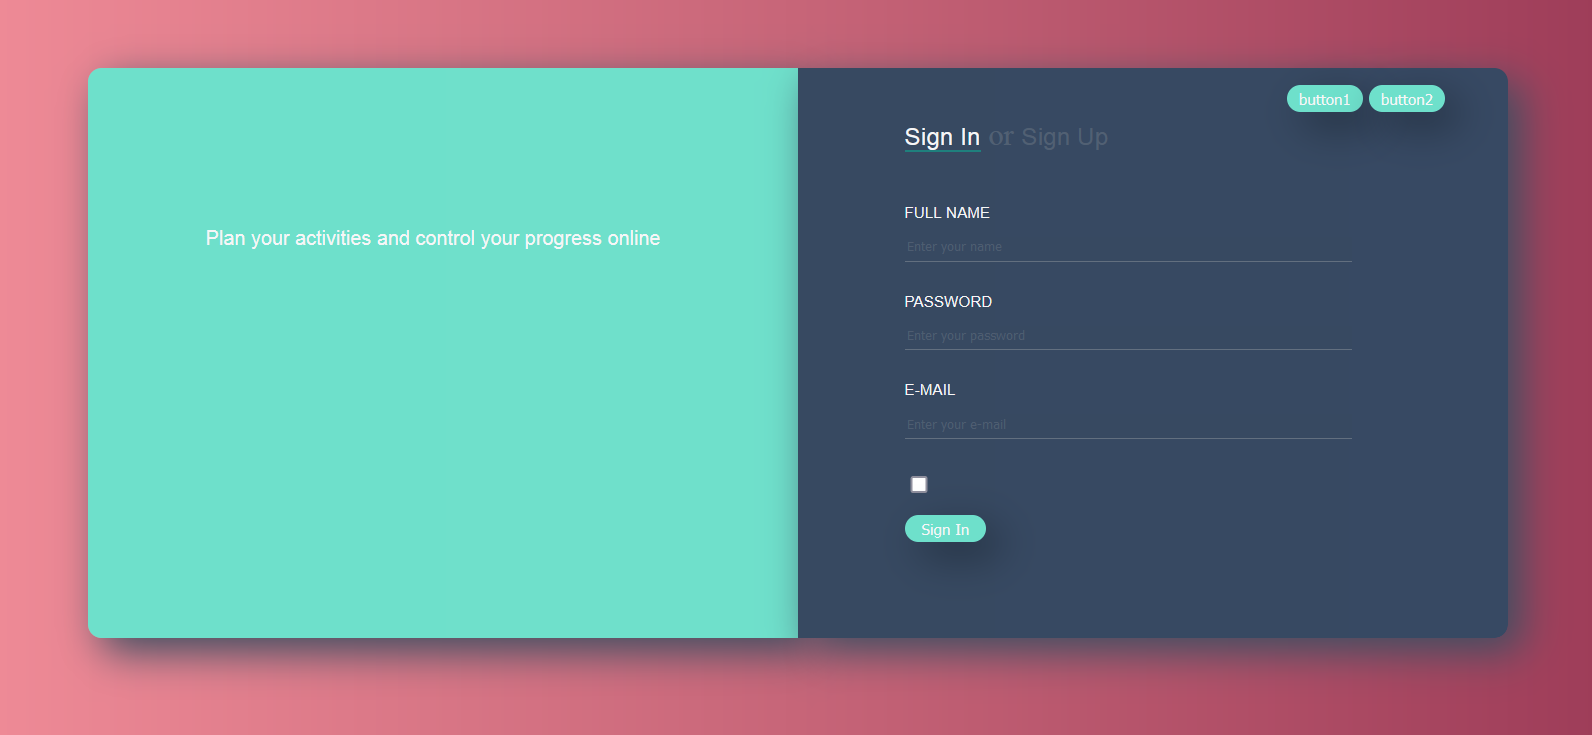 button1 button2
Sign In or Sign Up
Plan your activities and control your progress online
FULL NAME
Enter your name
PASSWORD
Enter your password
E-MAIL
Enter your e-mail
Sign In